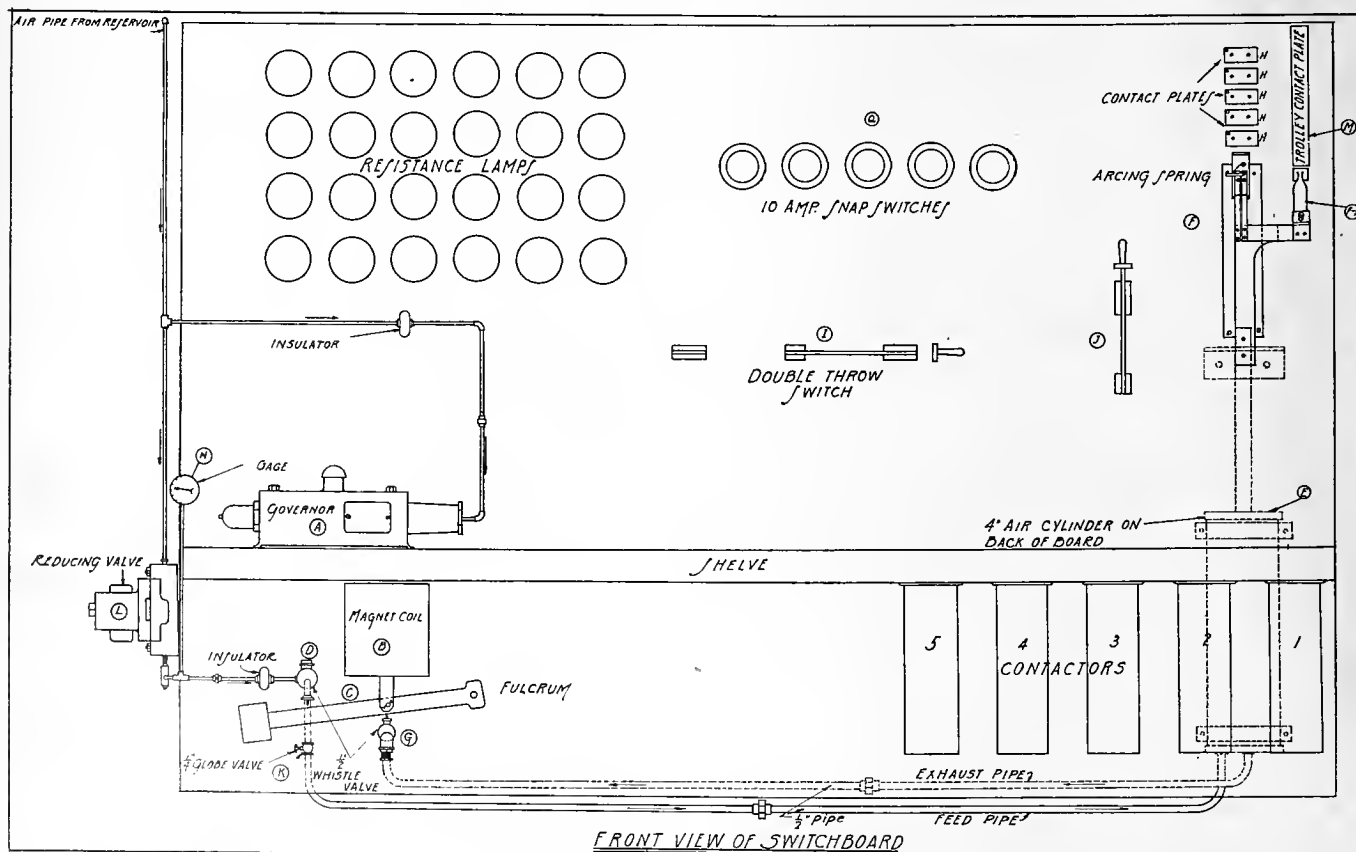 AIR PIPE FROM RESERVOIR
RESISTANCE LAMPS
Q
10 AMP. SNAP SWITCHES
CONTACT PLATES
H
H
H
H
H
TROLLEY CONTACT PLATE
M
ARCING SPRING
F
INSULATOR
I
DOUBLE THROW
SWITCH
J
N
GAGE
GOVERNOR
A
E
4" AIR CYLINDER ON
BACK OF BOARD
SHELVE
REDUCING VALVE
L
MAGNET COIL
B
INSULATOR
D
C
FULCRUM
G
GLOBE VALVE
K
1/2"
WHISTLE
VALVE
5
4
3
2
1
CONTACTORS
EXHAUST PIPE
1/2" PIPE
FEED PIPE
FRONT VIEW OF SWITCHBOARD